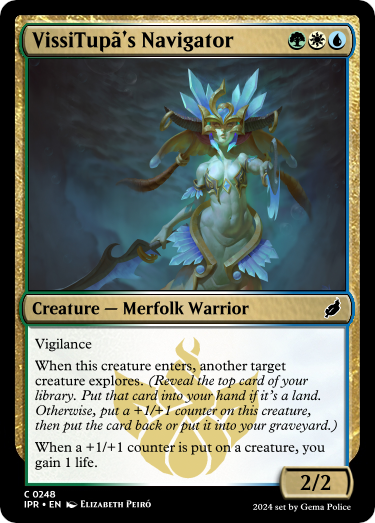 VissiTupã's Navigator
Creature — Merfolk Warrior
Vigilance
When this creature enters, another target
creature explores. (Reveal the top card of your
library. Put that card into your hand if it's a land.
Otherwise, put a +1/+1 counter on this creature,
then put the card back or put it into your graveyard.)
When a +1/+1 counter is put on a creature, you
gain 1 life.
2/2
C 0248
IPR • EN Elizabeth Peiró
2024 set by Gema Police